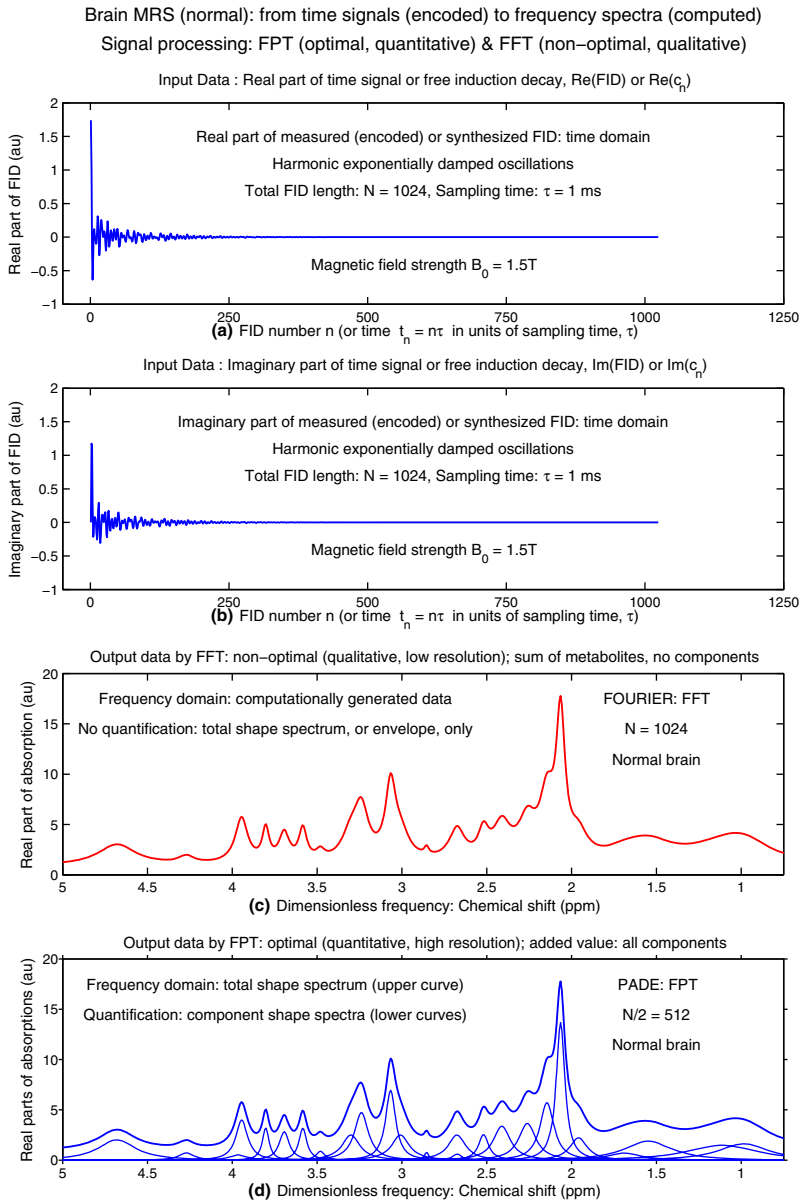 Brain MRS (normal): from time signals (encoded) to frequency spectra (computed)
Signal processing: FPT (optimal, quantitative) & FFT (non-optimal, qualitative)
Input Data : Real part of time signal or free induction decay, Re(FID) or Re(c_n)
Real part of FID (au)
2
1.5
1
0.5
0
−0.5
−1
Real part of measured (encoded) or synthesized FID: time domain
Harmonic exponentially damped oscillations
Total FID length: N = 1024, Sampling time: τ = 1 ms
Magnetic field strength B_0 = 1.5T
0 250 500 750 1000 1250
(a) FID number n (or time t_n = nτ in units of sampling time, τ)
Input Data : Imaginary part of time signal or free induction decay, Im(FID) or Im(c_n)
Imaginary part of FID (au)
2
1.5
1
0.5
0
−0.5
−1
Imaginary part of measured (encoded) or synthesized FID: time domain
Harmonic exponentially damped oscillations
Total FID length: N = 1024, Sampling time: τ = 1 ms
Magnetic field strength B_0 = 1.5T
0 250 500 750 1000 1250
(b) FID number n (or time t_n = nτ in units of sampling time, τ)
Output data by FFT: non-optimal (qualitative, low resolution); sum of metabolites, no components
Real part of absorption (au)
20
15
10
5
0
Frequency domain: computationally generated data
No quantification: total shape spectrum, or envelope, only
FOURIER: FFT
N = 1024
Normal brain
5 4.5 4 3.5 3 2.5 2 1.5 1
(c) Dimensionless frequency: Chemical shift (ppm)
Output data by FPT: optimal (quantitative, high resolution); added value: all components
Real parts of absorptions (au)
20
15
10
5
0
Frequency domain: total shape spectrum (upper curve)
Quantification: component shape spectra (lower curves)
PADE: FPT
N/2 = 512
Normal brain
5 4.5 4 3.5 3 2.5 2 1.5 1
(d) Dimensionless frequency: Chemical shift (ppm)